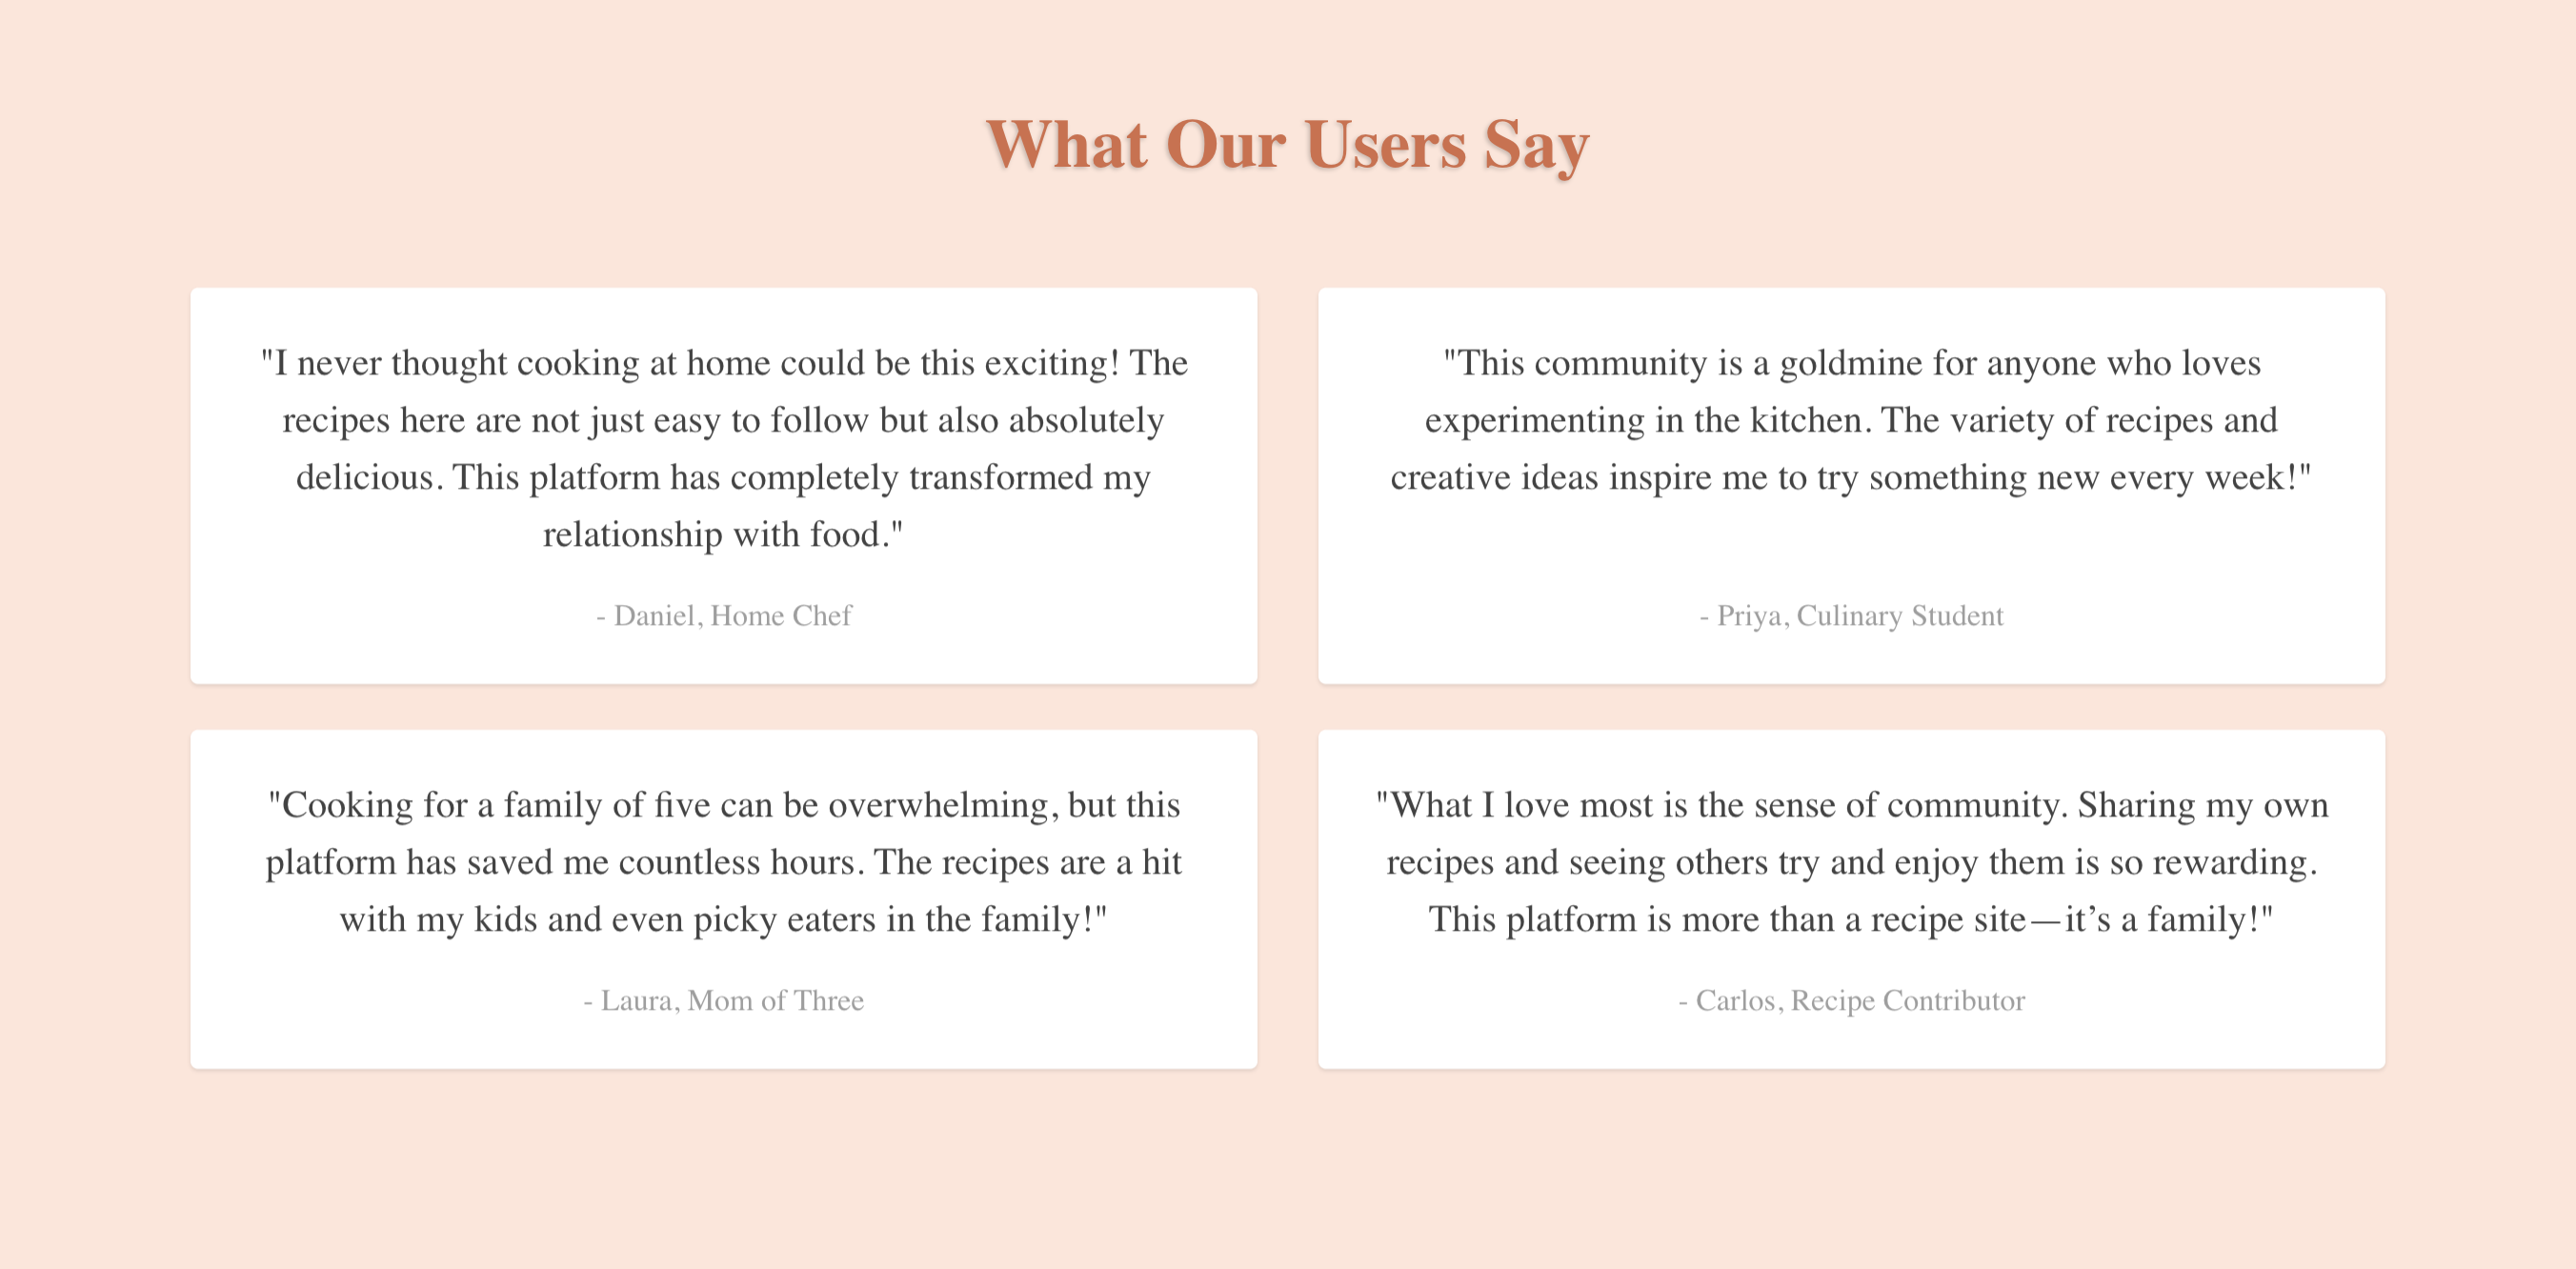 What Our Users Say
"I never thought cooking at home could be this exciting! The
recipes here are not just easy to follow but also absolutely
delicious. This platform has completely transformed my
relationship with food."
- Daniel, Home Chef
"This community is a goldmine for anyone who loves
experimenting in the kitchen. The variety of recipes and
creative ideas inspire me to try something new every week!"
- Priya, Culinary Student
"Cooking for a family of five can be overwhelming, but this
platform has saved me countless hours. The recipes are a hit
with my kids and even picky eaters in the family!"
- Laura, Mom of Three
"What I love most is the sense of community. Sharing my own
recipes and seeing others try and enjoy them is so rewarding.
This platform is more than a recipe site—it’s a family!"
- Carlos, Recipe Contributor